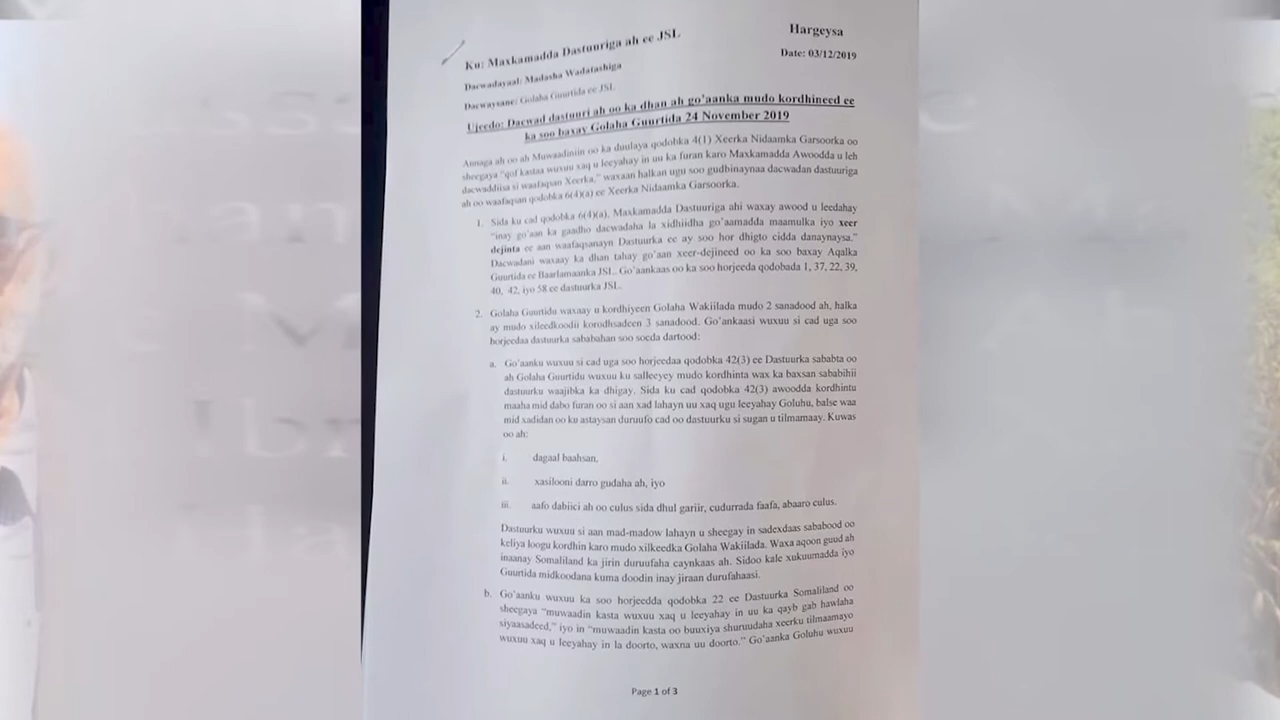 Hargeysa
Date: 03/12/2019
Ku: Maxkamadda Dastuuriga ah ee JSL
Dacwadayaal: Madasha Wadatashiga
Dacwaysane: Golaha Guurtida ee JSL
Ujeedo: Dacwad dastuuri ah oo ka dhan ah go'aanka mudo kordhineed ee
ka soo baxay Golaha Guurtida 24 November 2019
Annaga ah oo ah Muwaadiniin oo ka duulaya qodobka 4(1) Xeerka Nidaamka Garsoorka oo
sheegaya "qof kastaa wuxuu xaq u leeyahay in uu ka furan karo Maxkamadda Awoodda u leh
dacwaddiisa si waafaqsan Xeerka," waxaan halkan ugu soo gudbinaynaa dacwadan dastuuriga
ah oo waafaqsan qodobka 6(4)(a) ee Xeerka Nidaamka Garsoorka.
1. Sida ku cad qodobka 6(4)(a), Maxkamadda Dastuuriga ahi waxay awood u leedahay
"inay go'aan ka gaadho dacwadaha la xidhiidha go'aamadda maamulka iyo xeer
dejinta ee aan waafaqsanayn Dastuurka ee ay soo hor dhigto cidda danaynaysa."
Dacwadani waxaay ka dhan tahay go'aan xeer-dejineed oo ka soo baxay Aqalka
Guurtida ee Baarlamaanka JSL. Go'aankaas oo ka soo horjeeda qodobada 1, 37, 22, 39,
40, 42, iyo 58 ee dastuurka JSL.
2. Golaha Guurtidu waxaay u kordhiyeen Golaha Wakiilada mudo 2 sanadood ah, halka
ay mudo xileedkoodii korodhsadeen 3 sanadood. Go'ankaasi wuxuu si cad uga soo
horjeedaa dastuurka sababahan soo socda dartood:
a. Go'aanku wuxuu si cad uga soo horjeedaa qodobka 42(3) ee Dastuurka sababta oo
ah Golaha Guurtidu wuxuu ku salleeyey mudo kordhinta wax ka baxsan sababihii
dastuurku waajibka ka dhigay. Sida ku cad qodobka 42(3) awoodda kordhintu
maaha mid dabo furan oo si aan xad lahayn uu xaq ugu leeyahay Goluhu, balse waa
mid xadidan oo ku astaysan duruufo cad oo dastuurku si sugan u tilmamaay. Kuwas
oo ah:
i. dagaal baahsan,
ii. xasilooni darro gudaha ah, iyo
iii. aafo dabiici ah oo culus sida dhul gariir, cudurrada faafa, abaaro culus.
Dastuurku wuxuu si aan mad-madow lahayn u sheegay in sadexdaas sababood oo
keliya loogu kordhin karo mudo xilkeedka Golaha Wakiilada. Waxa aqoon guud ah
inaanay Somaliland ka jirin duruufaha caynkaas ah. Sidoo kale xukuumadda iyo
Guurtida midkoodana kuma doodin inay jiraan durufahaasi.
b. Go'aanku wuxuu ka soo horjeedda qodobka 22 ee Dastuurka Somaliland oo
sheegaya "muwaadin kasta wuxuu xaq u leeyahay in uu ka qayb gab hawlaha
siyaasadeed," iyo in "muwaadin kasta oo buuxiya shuruudaha xeerku tilmaamayo
wuxuu xaq u leeyahay in la doorto, waxna uu doorto." Go'aanka Goluhu wuxuu
Page 1 of 3